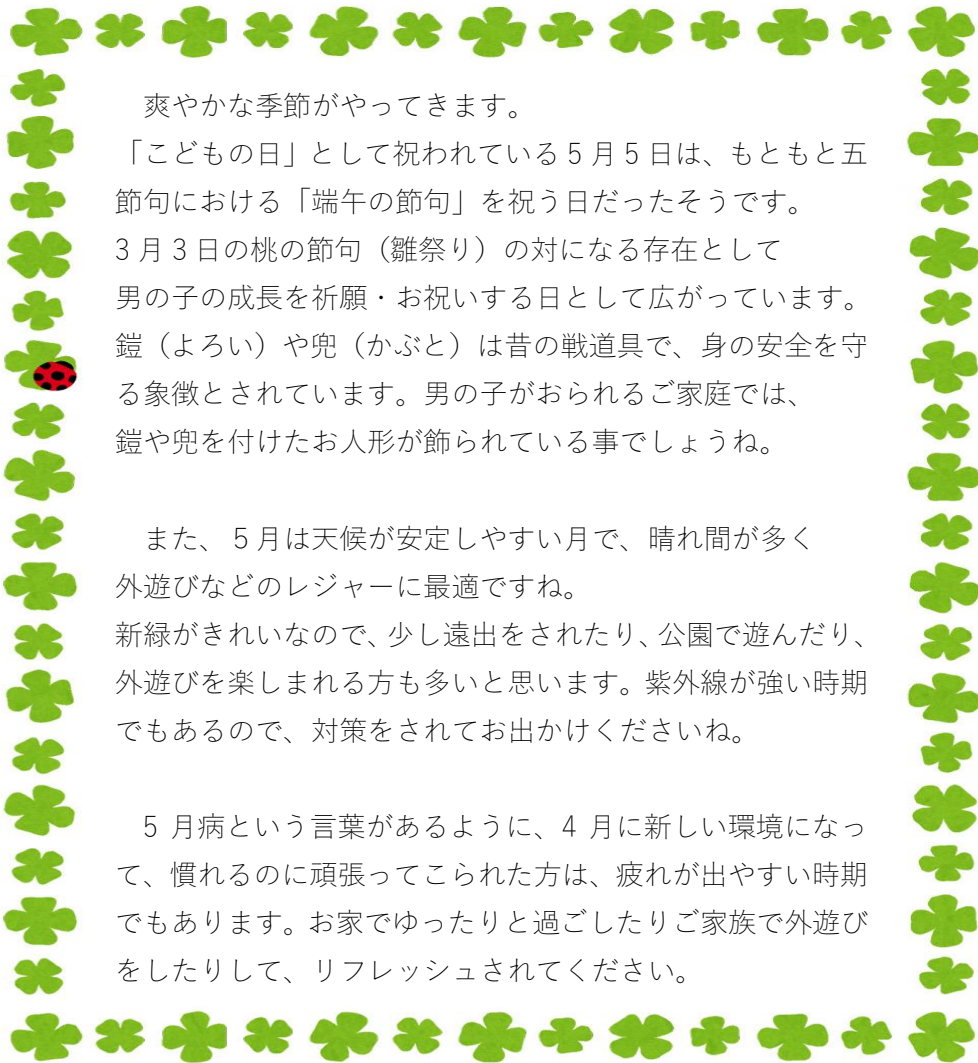 爽やかな季節がやってきます。
「こどもの日」として祝われている5月5日は、もともと五
節句における「端午の節句」を祝う日だったそうです。
3月3日の桃の節句（雛祭り）の対になる存在として
男の子の成長を祈願・お祝いする日として広がっています。
鎧（よろい）や兜（かぶと）は昔の戦道具で、身の安全を守
る象徴とされています。男の子がおられるご家庭では、
鎧や兜を付けたお人形が飾られている事でしょうね。
　また、5月は天候が安定しやすい月で、晴れ間が多く
外遊びなどのレジャーに最適ですね。
新緑がきれいなので、少し遠出をされたり、公園で遊んだり、
外遊びを楽しまれる方も多いと思います。紫外線が強い時期
でもあるので、対策をされてお出かけくださいね。
　5月病という言葉があるように、4月に新しい環境になっ
て、慣れるのに頑張ってこられた方は、疲れが出やすい時期
でもあります。お家でゆったりと過ごしたりご家族で外遊び
をしたりして、リフレッシュされてください。